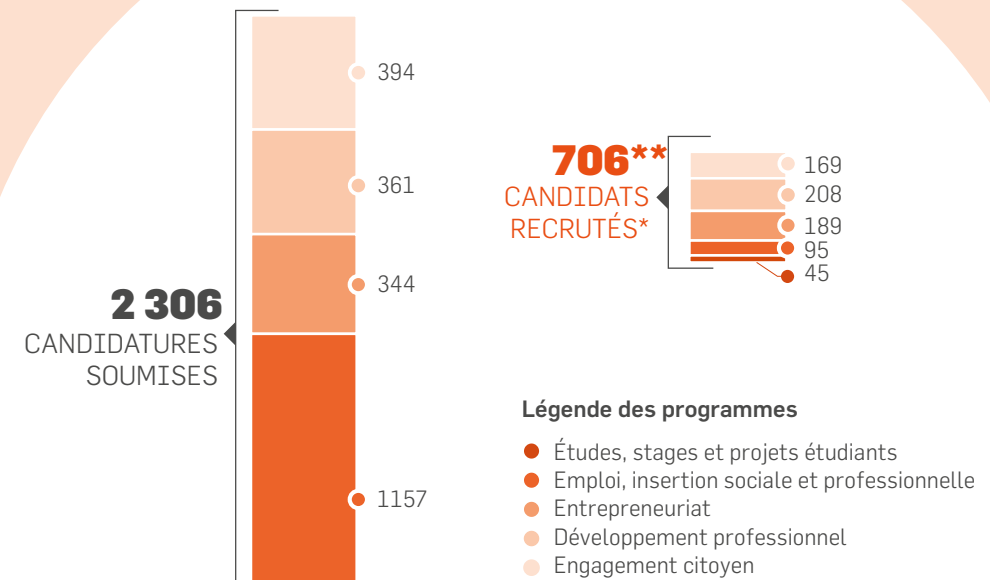 394
361
344
2 306
CANDIDATURES
SOUMISES
1157
706**
CANDIDATS
RECRUTÉS*
169
208
189
95
45
Légende des programmes
Études, stages et projets étudiants
Emploi, insertion sociale et professionnelle
Entrepreneuriat
Développement professionnel
Engagement citoyen